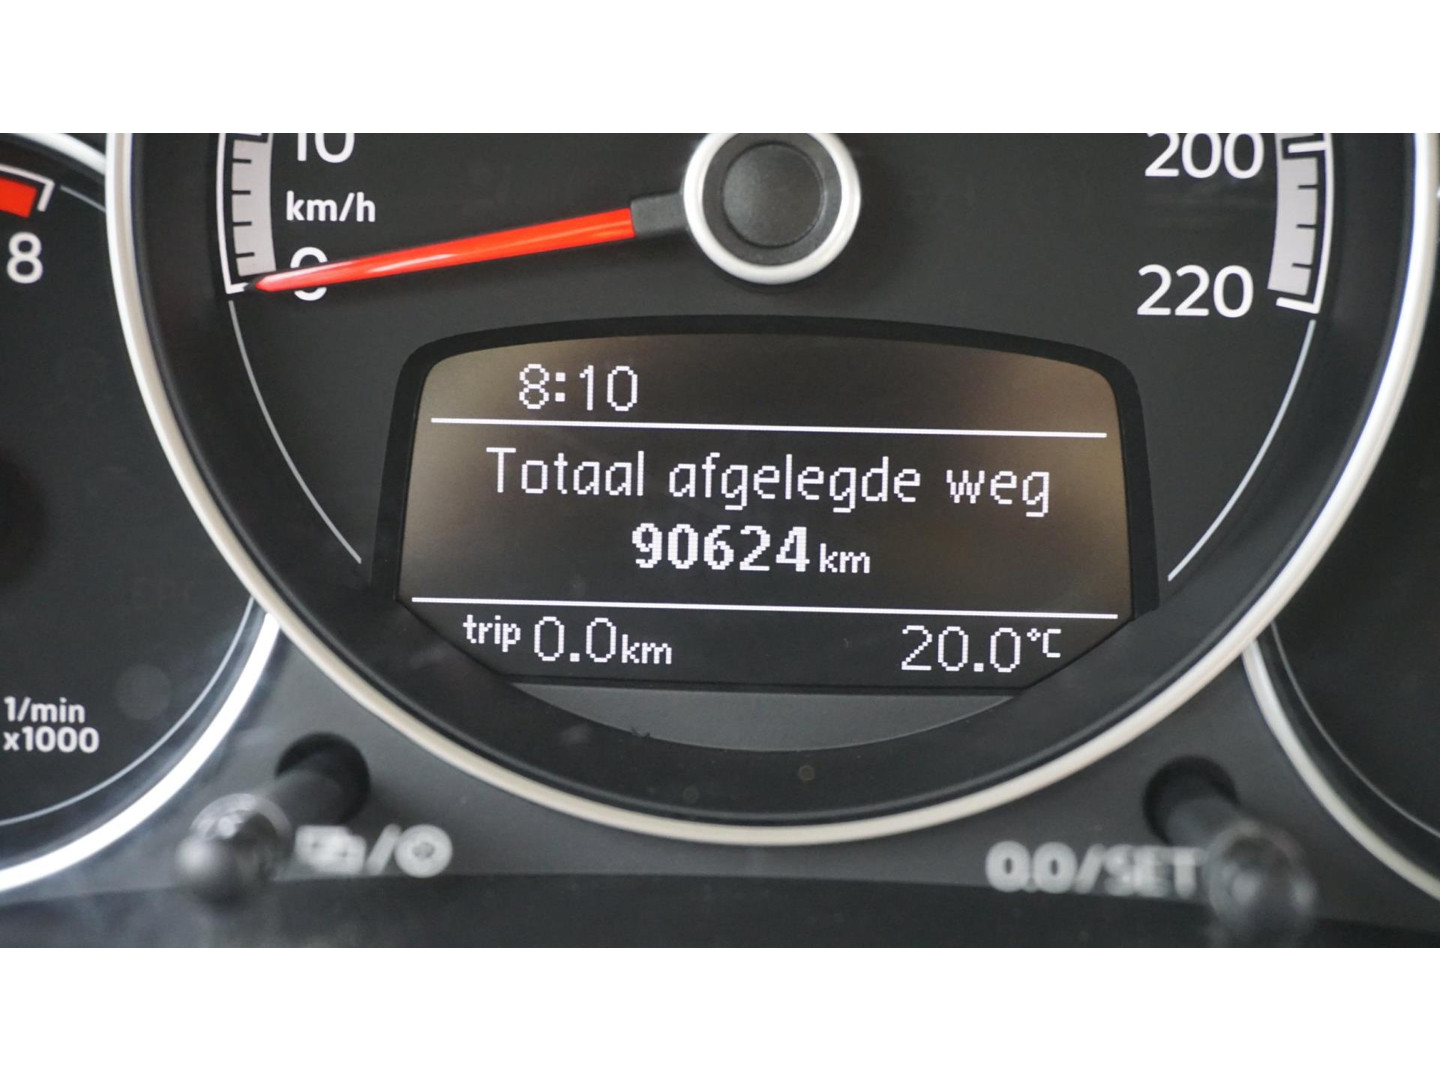 10
200
km/h
8
0
220
8:10
Totaal afgelegde weg
90624 km
trip 0.0 km 20.0 °C
1/min
x1000
0.0/SET